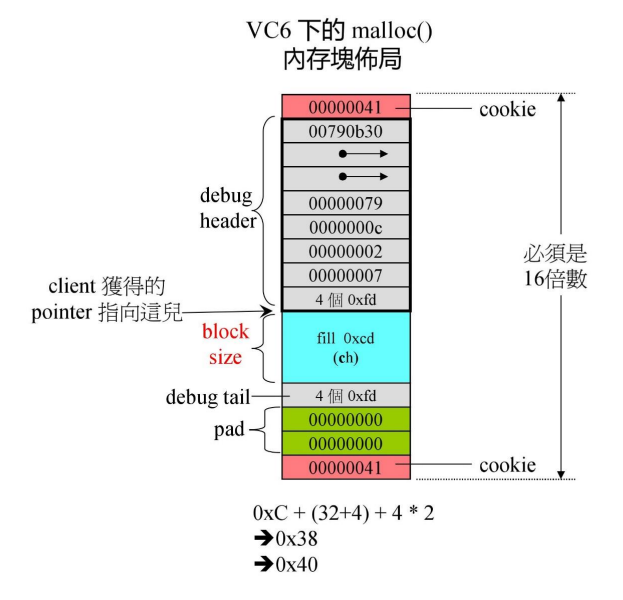 VC6 下的 malloc()
內存塊佈局
00000041
cookie
00790b30
debug
header
00000079
0000000c
00000002
00000007
4 個 0xfd
必須是
16倍數
client 獲得的
pointer 指向這兒
block
size
fill 0xcd
(ch)
debug tail
4 個 0xfd
pad
00000000
00000000
00000041
cookie
0xC + (32+4) + 4 * 2
➔0x38
➔0x40